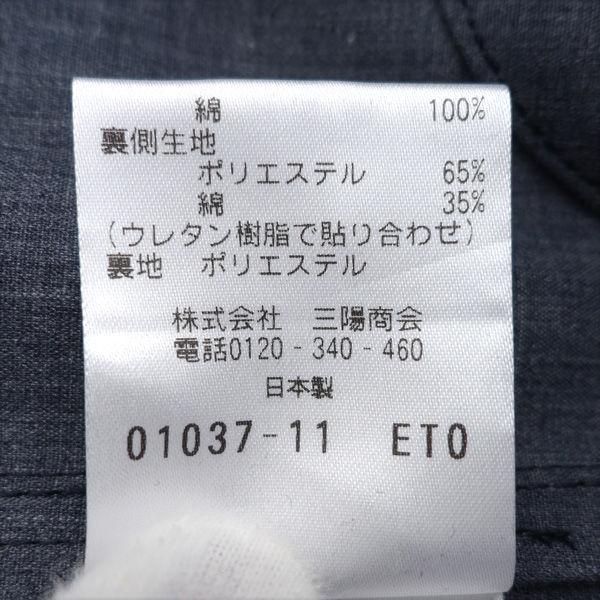 綿 100%
裏側生地
ポリエステル 65%
綿 35%
(ウレタン樹脂で貼り合わせ)
裏地 ポリエステル
株式会社 三陽商会
電話0120-340-460
日本製
01037-11 ETO